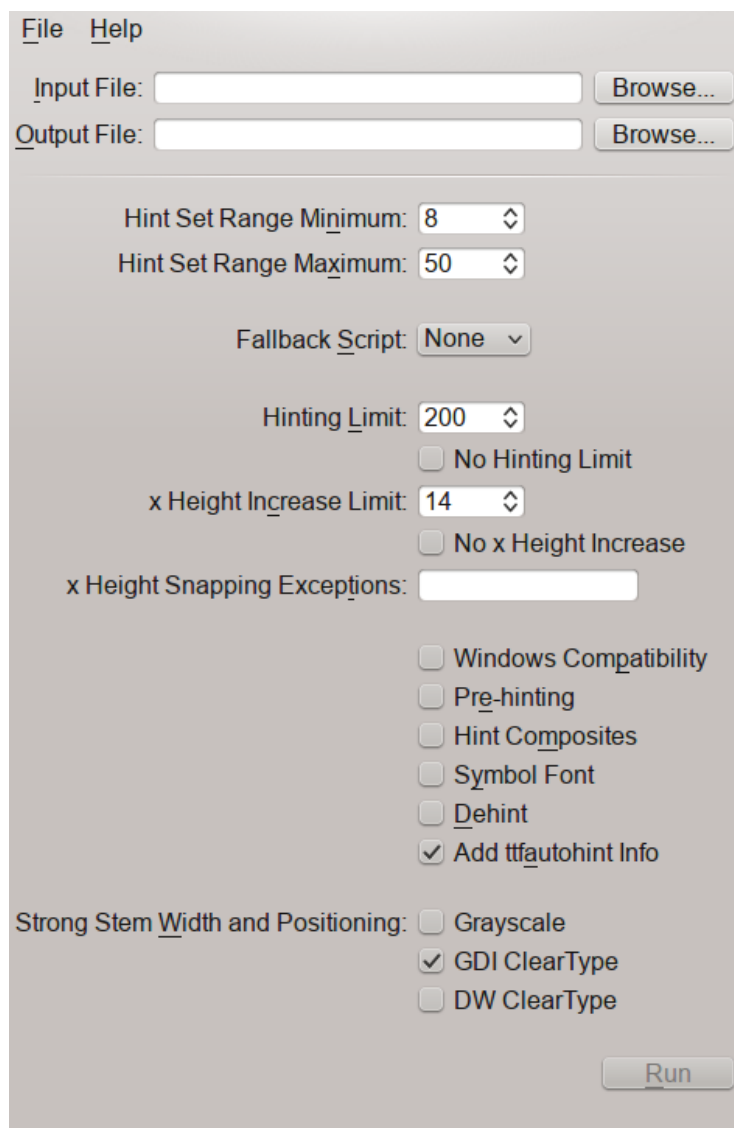 File Help
Input File: Browse...
Output File: Browse...
Hint Set Range Minimum: 8
Hint Set Range Maximum: 50
Fallback Script: None
Hinting Limit: 200
No Hinting Limit
x Height Increase Limit: 14
No x Height Increase
x Height Snapping Exceptions:
Windows Compatibility
Pre-hinting
Hint Composites
Symbol Font
Dehint
Add ttfautohint Info
Strong Stem Width and Positioning: Grayscale
GDI ClearType
DW ClearType
Run